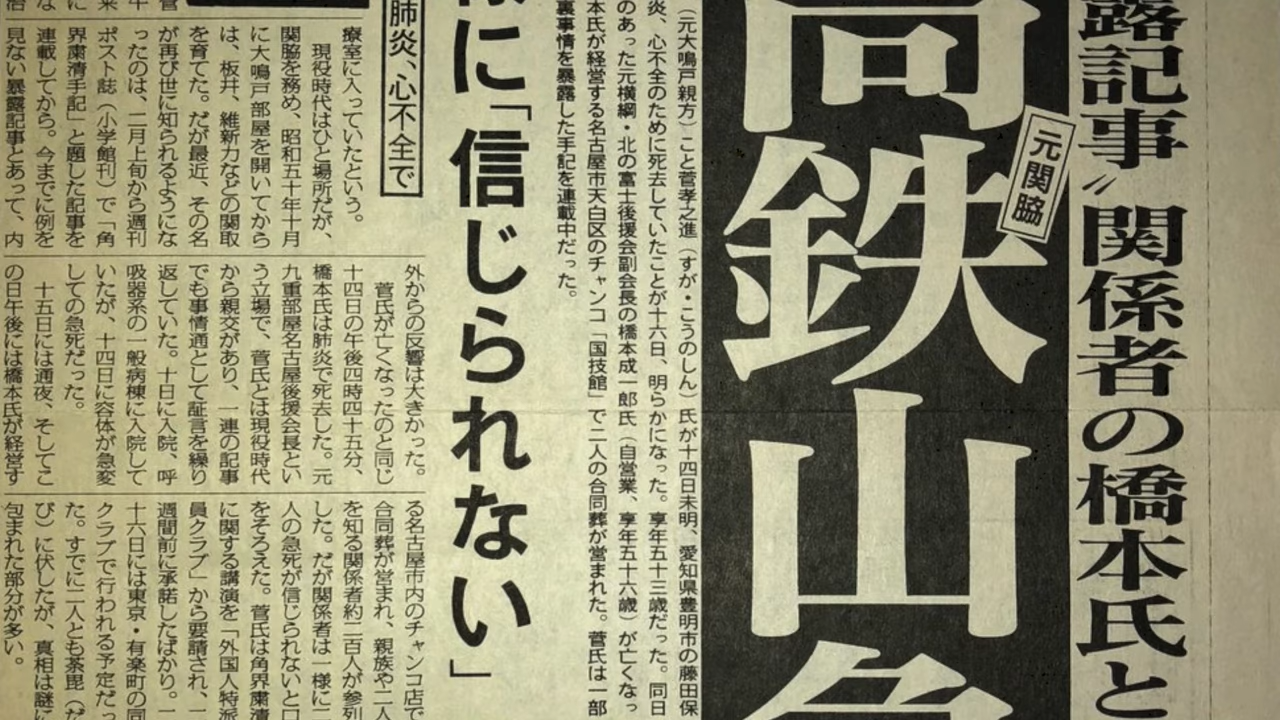 露記事〟関係者の橋本氏と
元関脇
高鉄山急
（元大鳴戸親方）こと菅孝之進（すが・こうのしん）氏が十四日未明、愛知県豊明市の藤田保
炎、心不全のために死去していたことが十六日、明らかになった。享年五十三歳だった。同日
のあった元横綱・北の富士後援会副会長の橋本成一郎氏（自営業、享年五十六歳）が亡くなっ
本氏が経営する名古屋市天白区のチャンコ「国技館」で二人の合同葬が営まれた。菅氏は一部
裏事情を暴露した手記を連載中だった。
に「信じられない」
肺炎、心不全で
療室に入っていたという。
現役時代はひと場所だが、
関脇を務め、昭和五十年十月
に大鳴戸部屋を開いてから
は、板井、維新力などの関取
を育てた。だが最近、その名
が再び世に知られるようにな
ったのは、二月上旬から週刊
ポスト誌（小学館刊）で「角
界粛清手記」と題した記事を
連載してから。今までに例を
見ない暴露記事とあって、内
外からの反響は大きかった。
菅氏が亡くなったのと同じ
十四日の午後四時四十五分、
橋本氏は肺炎で死去した。元
九重部屋名古屋後援会長とい
う立場で、菅氏とは現役時代
から親交があり、一連の記事
でも事情通として証言を繰り
返していた。十日に入院、呼
吸器系の一般病棟に入院して
いたが、十四日に容体が急変
しての急死だった。
十五日には通夜、そしてこ
の日午後には橋本氏が経営す
る名古屋市内のチャンコ店で
合同葬が営まれ、親族や二人
を知る関係者約二百人が参列
した。だが関係者は一様に二
人の急死が信じられないと口
をそろえた。菅氏は角界粛清
に関する講演を「外国人特派
員クラブ」から要請され、一
週間前に承諾したばかり。二
十六日には東京・有楽町の同
クラブで行われる予定だっ
た。すでに二人とも荼毘（だ
び）に伏したが、真相は謎に
包まれた部分が多い。